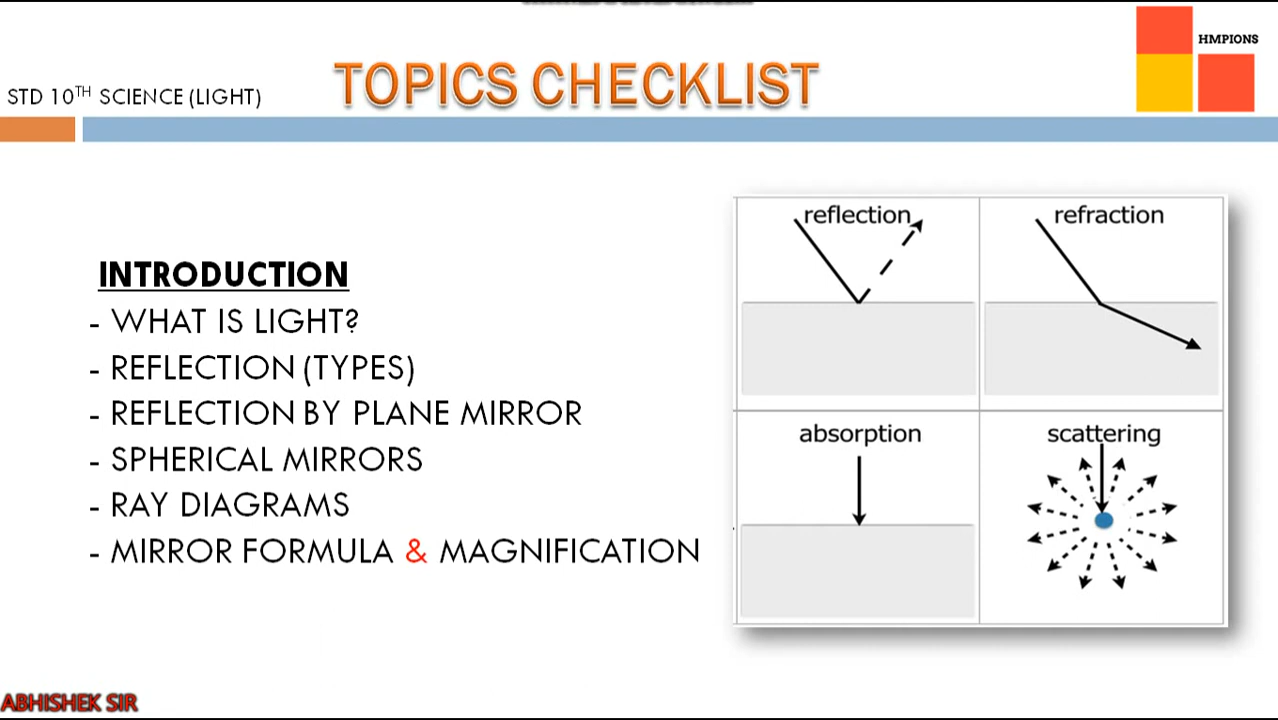 HMPIONS
TOPICS CHECKLIST
STD 10TH SCIENCE (LIGHT)
INTRODUCTION
- WHAT IS LIGHT?
- REFLECTION (TYPES)
- REFLECTION BY PLANE MIRROR
- SPHERICAL MIRRORS
- RAY DIAGRAMS
- MIRROR FORMULA & MAGNIFICATION
reflection
refraction
absorption
scattering
ABHISHEK SIR